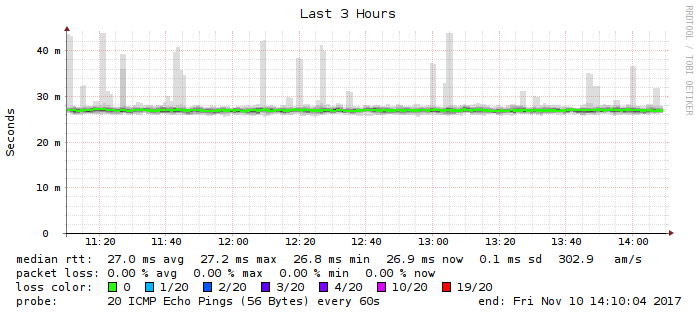 Last 3 Hours
RRDTOOL / TOBI OETIKER
Seconds
40 m
30 m
20 m
10 m
0
11:20 11:40 12:00 12:20 12:40 13:00 13:20 13:40 14:00
median rtt: 27.0 ms avg 27.2 ms max 26.8 ms min 26.9 ms now 0.1 ms sd 302.9 am/s
packet loss: 0.00 % avg 0.00 % max 0.00 % min 0.00 % now
loss color: 0 1/20 2/20 3/20 4/20 10/20 19/20
probe: 20 ICMP Echo Pings (56 Bytes) every 60s end: Fri Nov 10 14:10:04 2017